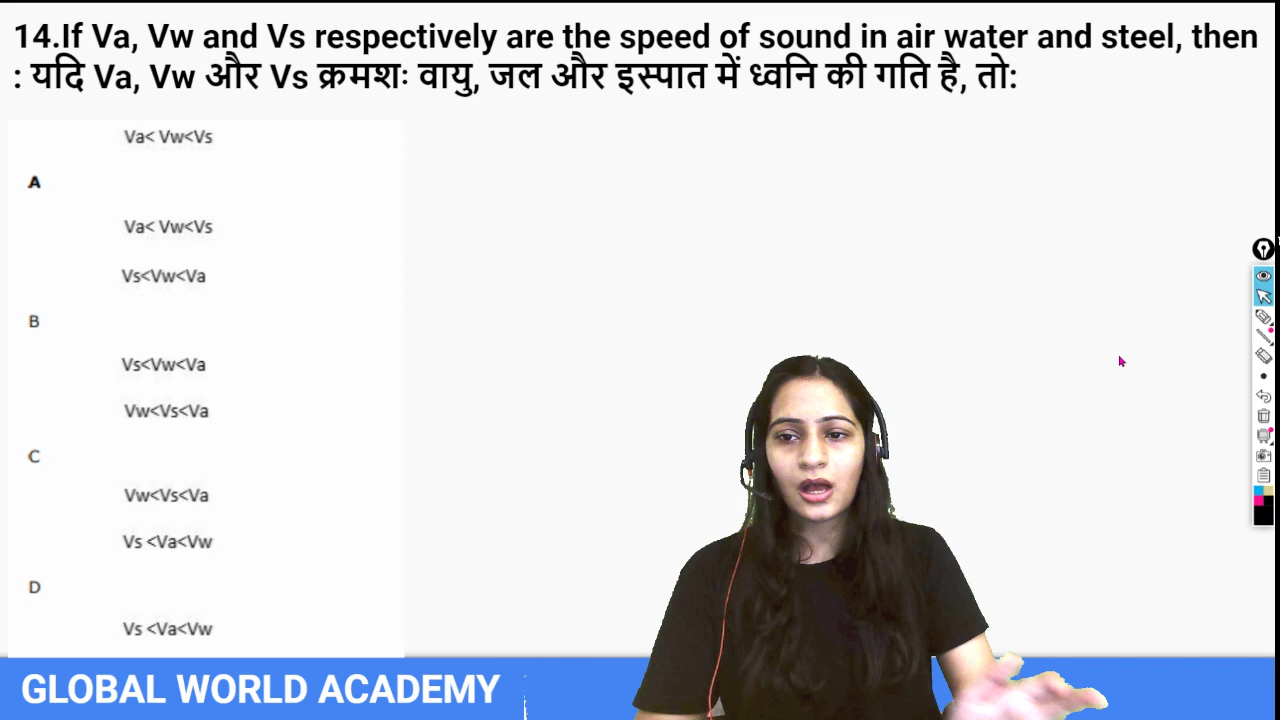 14.If Va, Vw and Vs respectively are the speed of sound in air water and steel, then
: यदि Va, Vw और Vs क्रमशः वायु, जल और इस्पात में ध्वनि की गति है, तो:
Va< Vw<Vs
A
Va< Vw<Vs
Vs<Vw<Va
B
Vs<Vw<Va
Vw<Vs<Va
C
Vw<Vs<Va
Vs <Va<Vw
D
Vs <Va<Vw
GLOBAL WORLD ACADEMY